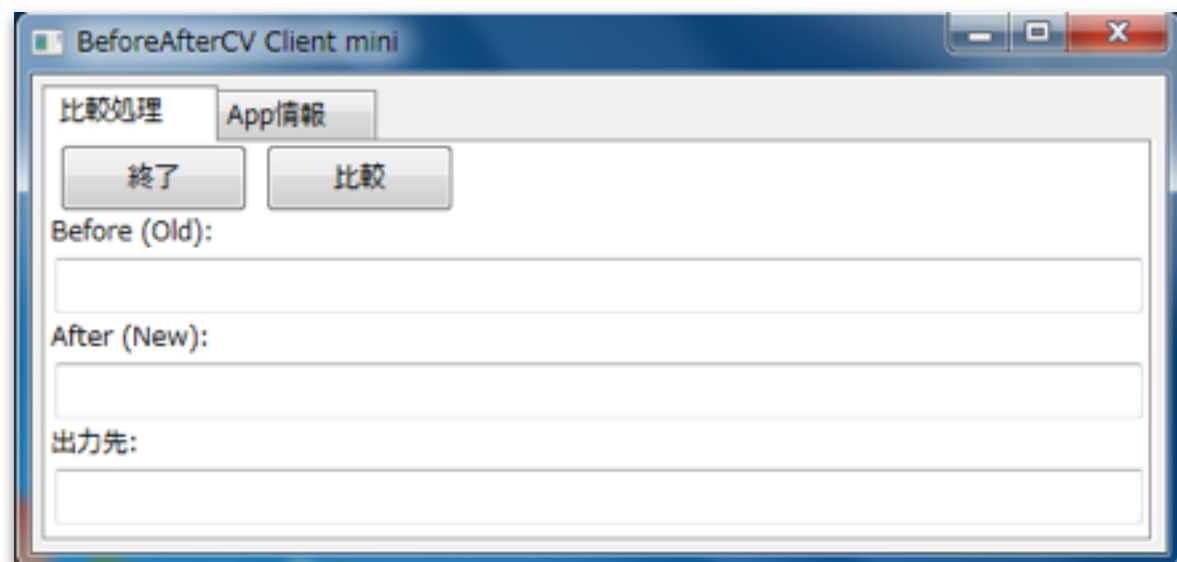 BeforeAfterCV Client mini
比較処理 App情報
終了 比較
Before (Old):
After (New):
出力先: